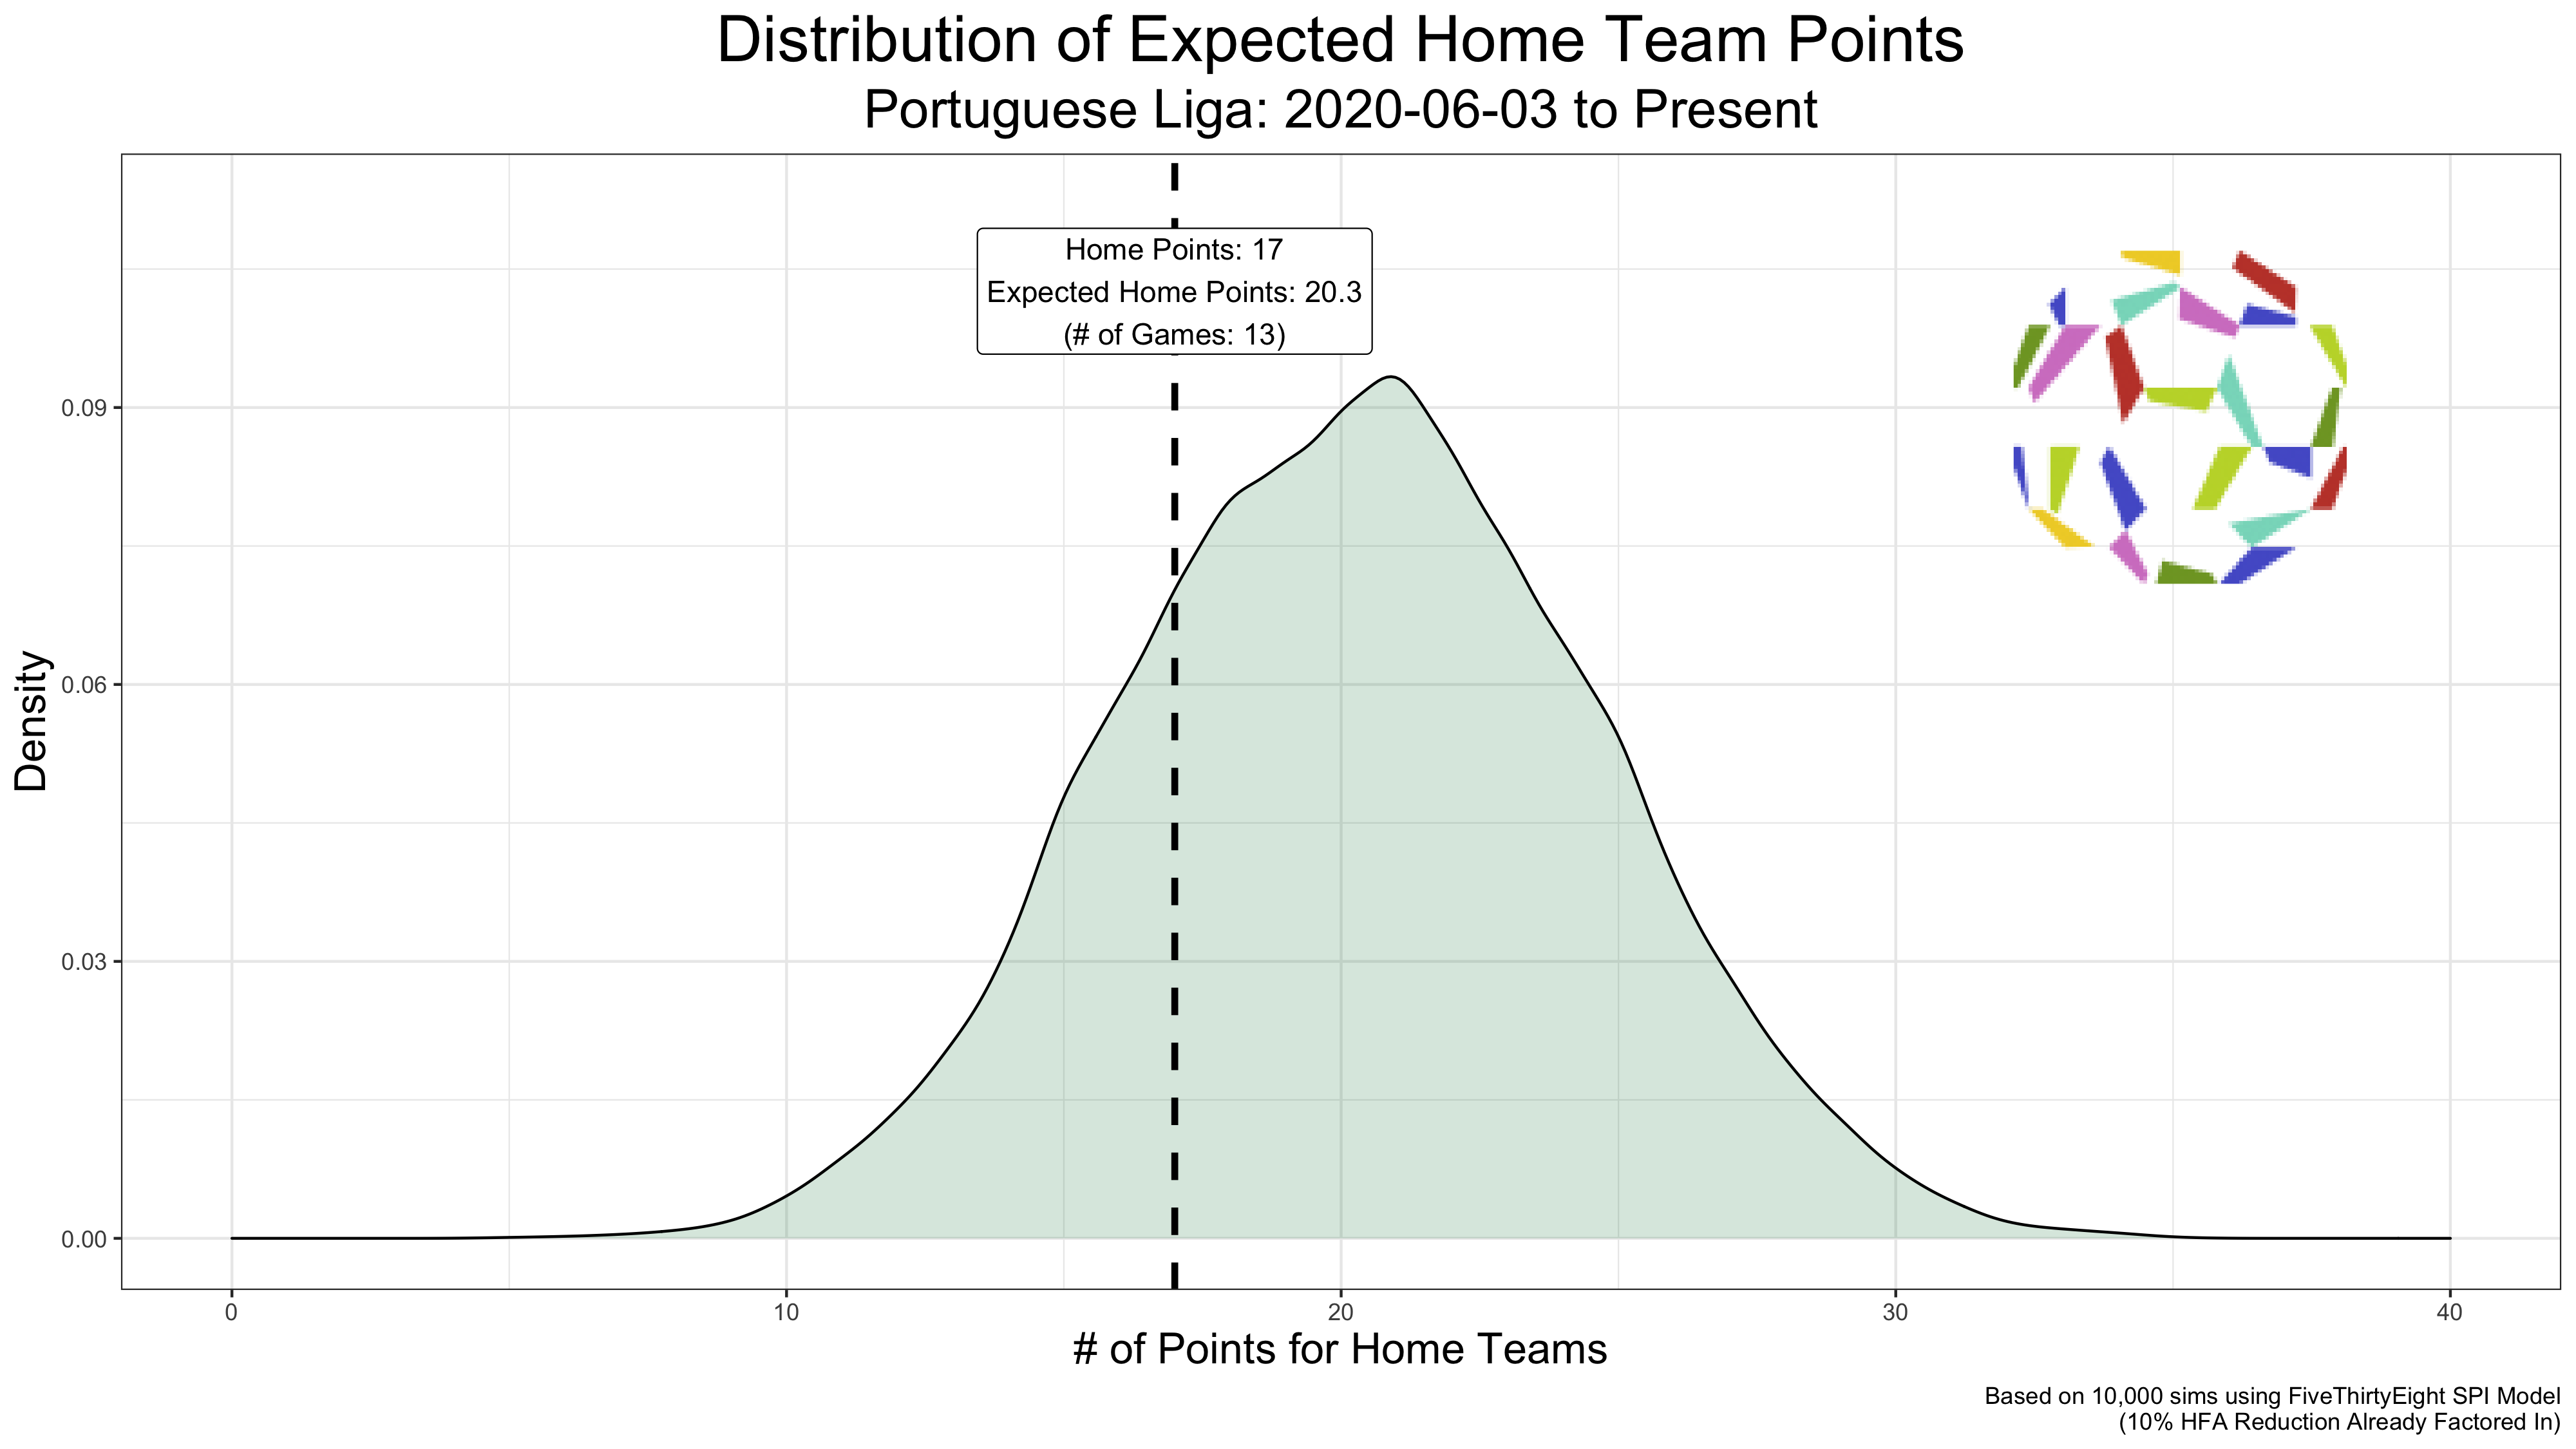 Distribution of Expected Home Team Points
Portuguese Liga: 2020-06-03 to Present
Home Points: 17
Expected Home Points: 20.3
(# of Games: 13)
Density
0.09
0.06
0.03
0.00
0 10 20 30 40
# of Points for Home Teams
Based on 10,000 sims using FiveThirtyEight SPI Model
(10% HFA Reduction Already Factored In)